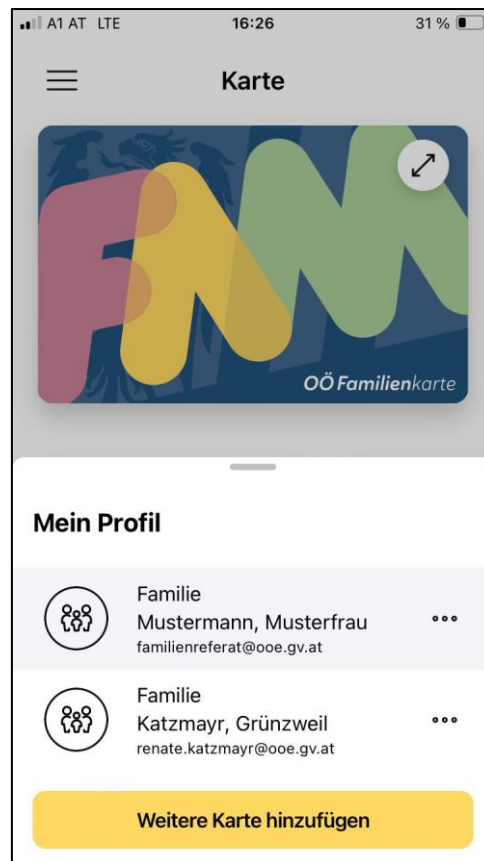 A1 AT LTE 16:26 31 %
Karte
FAM
OÖ Familienkarte
Mein Profil
Familie
Mustermann, Musterfrau
familienreferat@ooe.gv.at
Familie
Katzmayr, Grünzweil
renate.katzmayr@ooe.gv.at
Weitere Karte hinzufügen